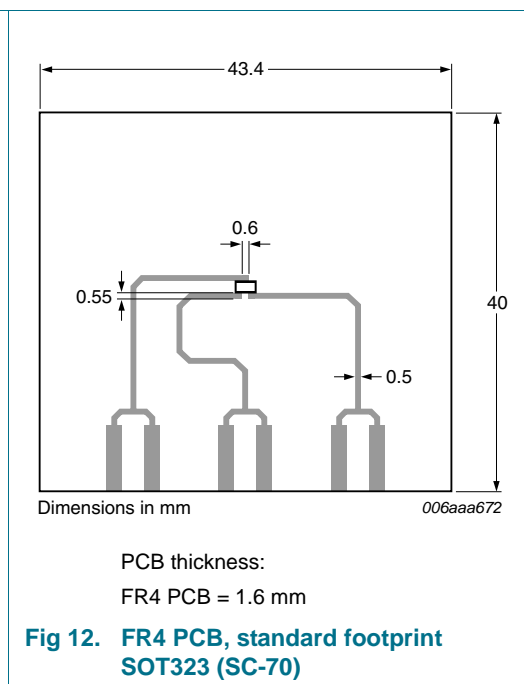 43.4
0.6
0.55
40
0.5
Dimensions in mm
006aaa672
PCB thickness:
FR4 PCB = 1.6 mm
Fig 12. FR4 PCB, standard footprint
SOT323 (SC-70)